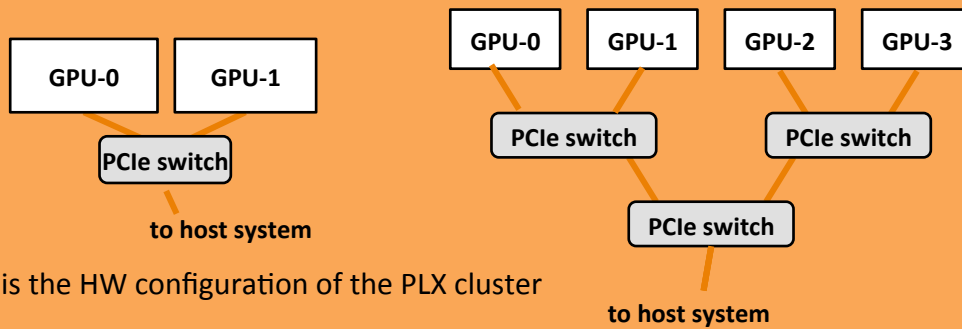 GPU-0 GPU-1
PCIe switch
to host system
is the HW configuration of the PLX cluster
GPU-0 GPU-1 GPU-2 GPU-3
PCIe switch PCIe switch
PCIe switch
to host system